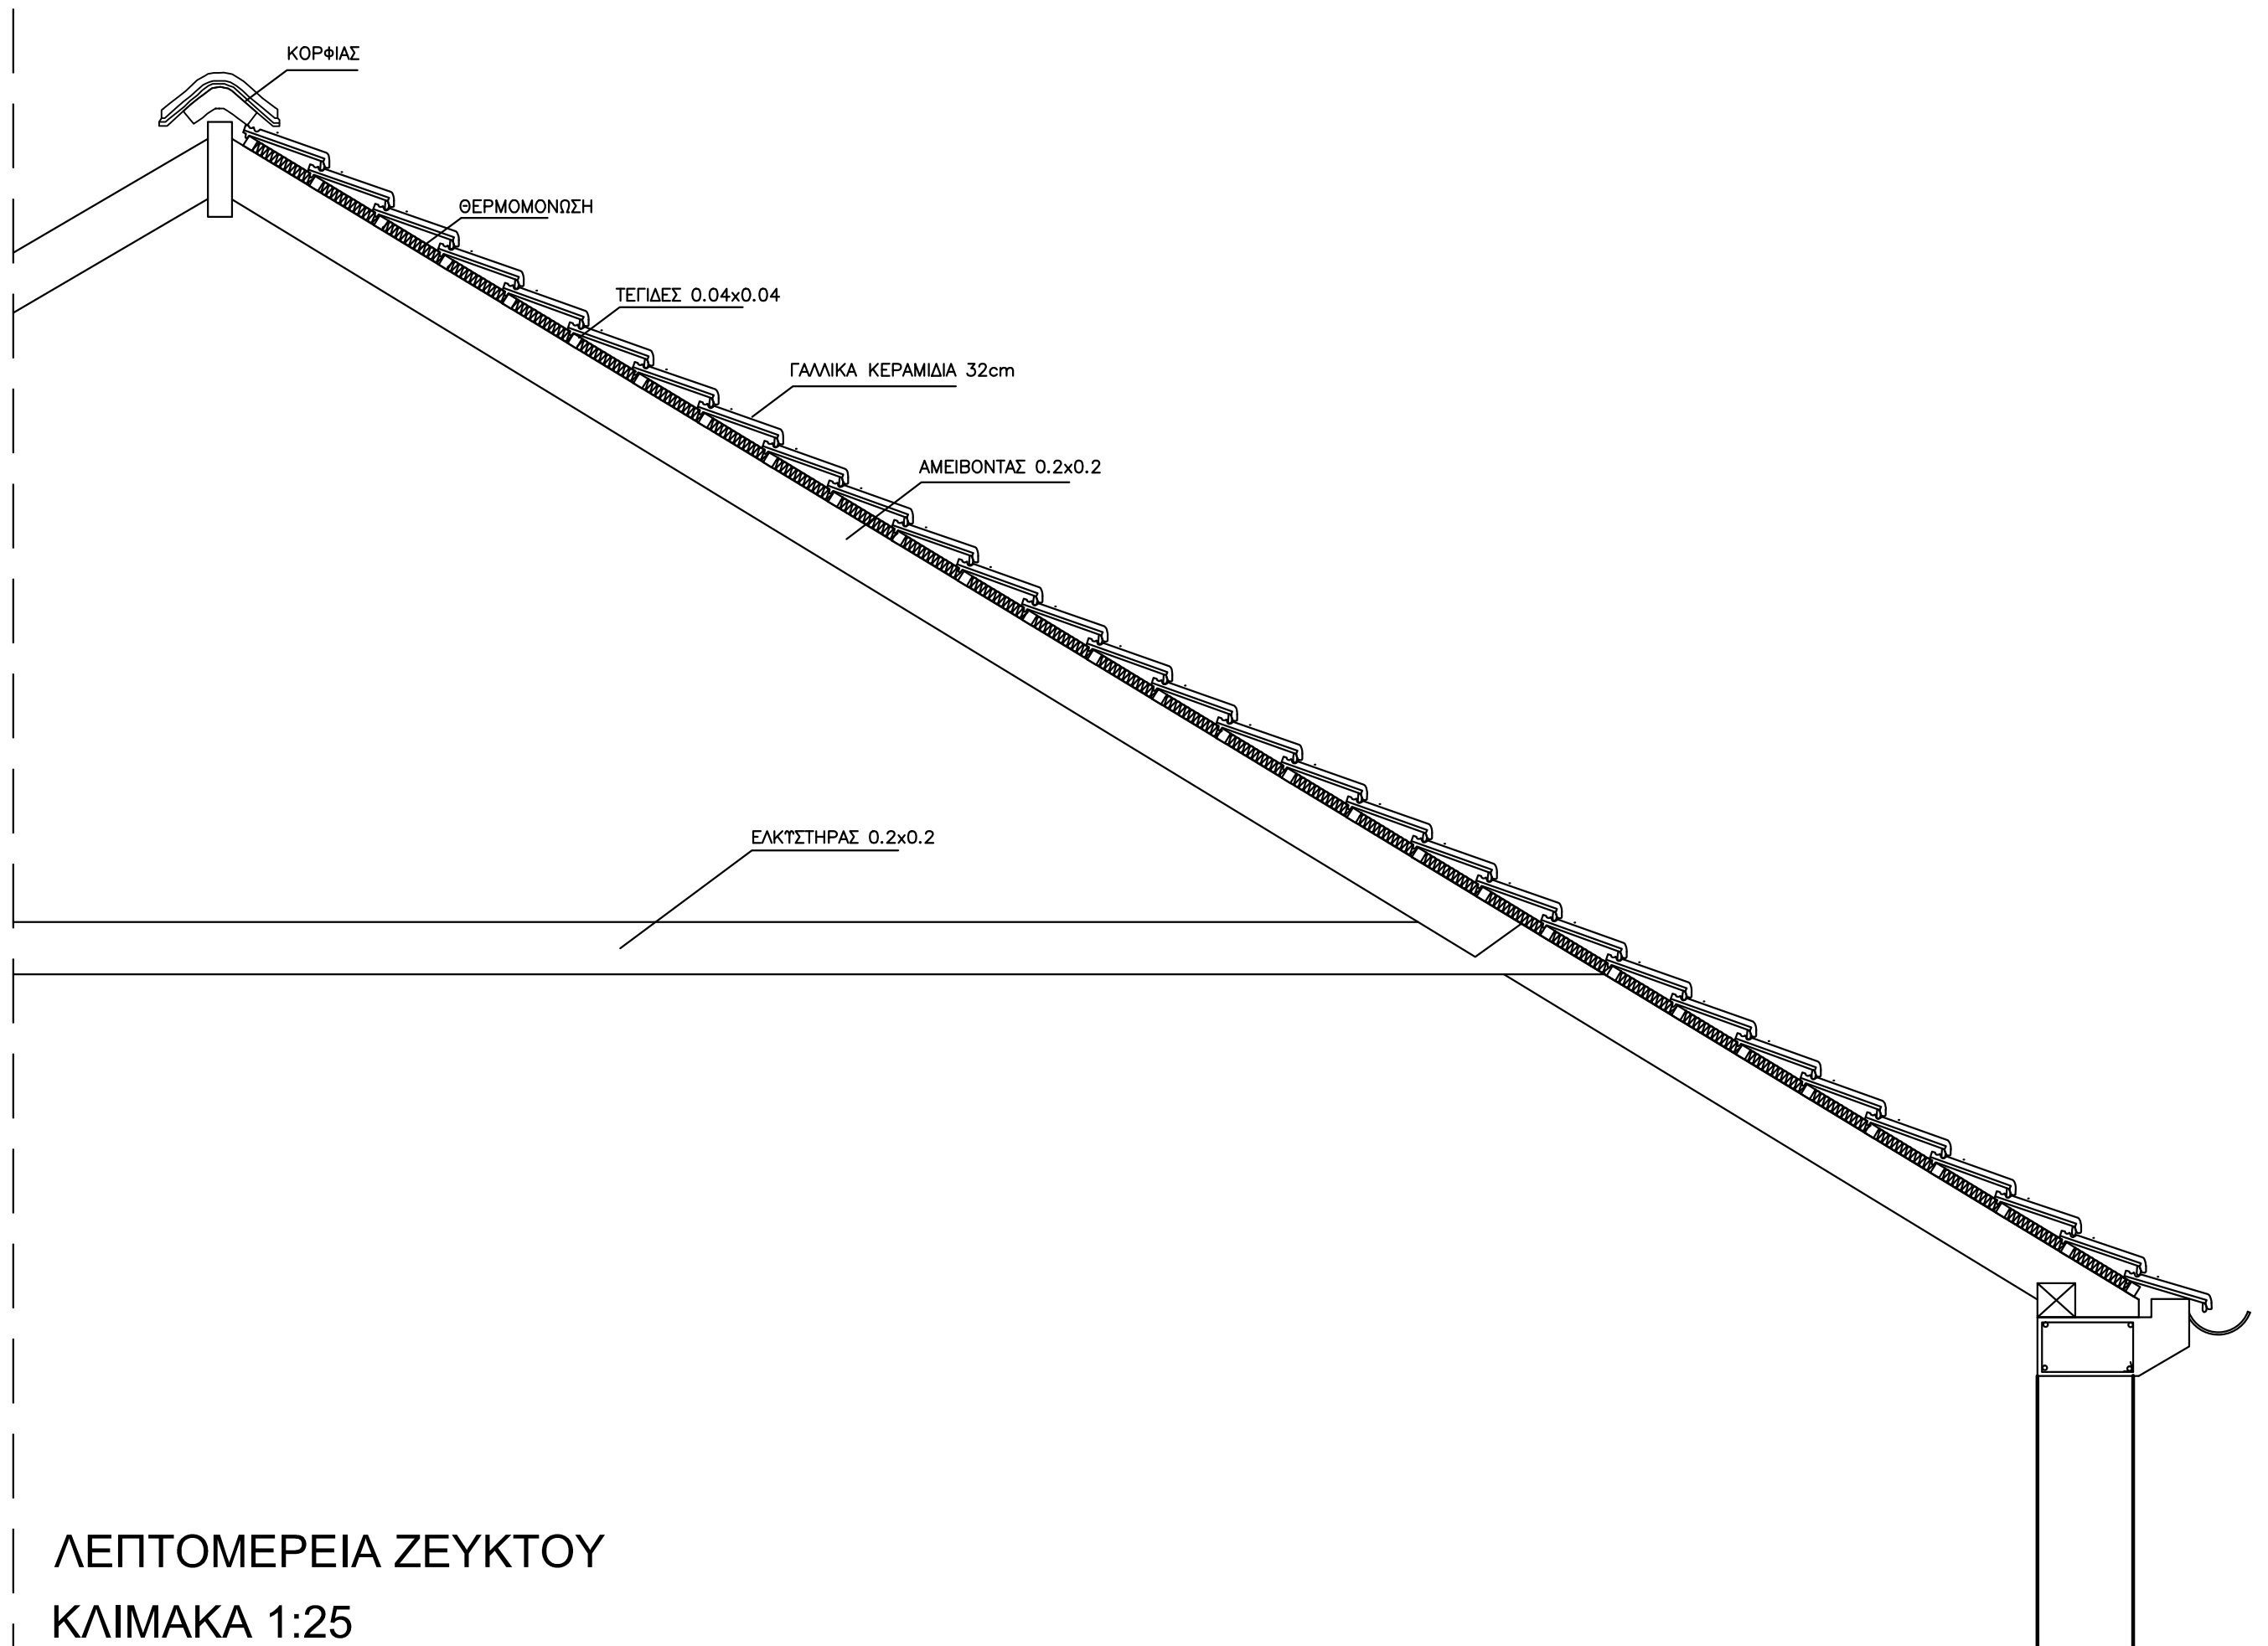 ΚΟΡΦΙΑΣ
ΘΕΡΜΟΜΟΝΩΣΗ
ΤΕΓΙΔΕΣ 0.04x0.04
ΓΑΛΛΙΚΑ ΚΕΡΑΜΙΔΙΑ 32cm
ΑΜΕΙΒΟΝΤΑΣ 0.2x0.2
ΕΛΚΥΣΤΗΡΑΣ 0.2x0.2
ΛΕΠΤΟΜΕΡΕΙΑ ΖΕΥΚΤΟΥ
ΚΛΙΜΑΚΑ 1:25